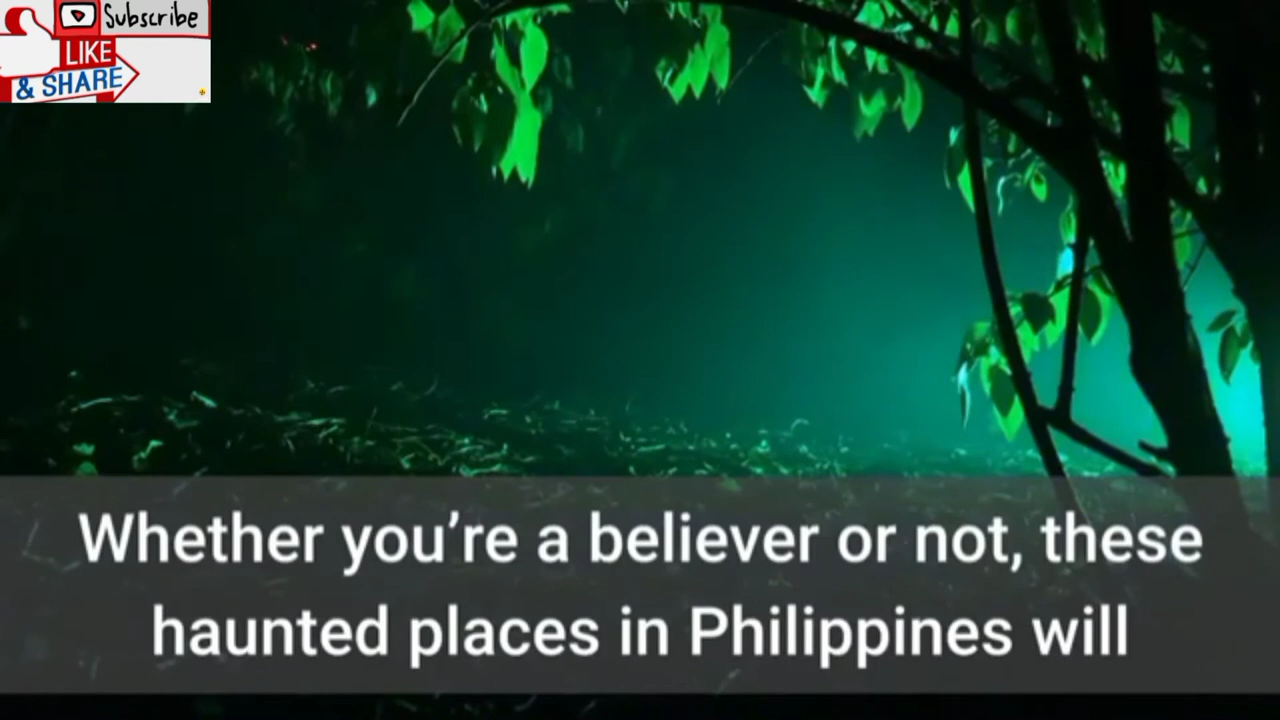 Subscribe
LIKE
& SHARE
Whether you’re a believer or not, these
haunted places in Philippines will